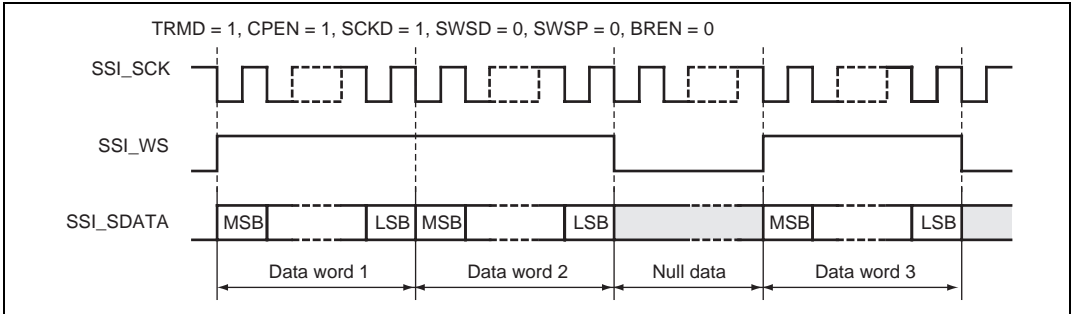 TRMD = 1, CPEN = 1, SCKD = 1, SWSD = 0, SWSP = 0, BREN = 0
SSI_SCK
SSI_WS
SSI_SDATA
MSB LSB MSB LSB MSB LSB
Data word 1 Data word 2 Null data Data word 3